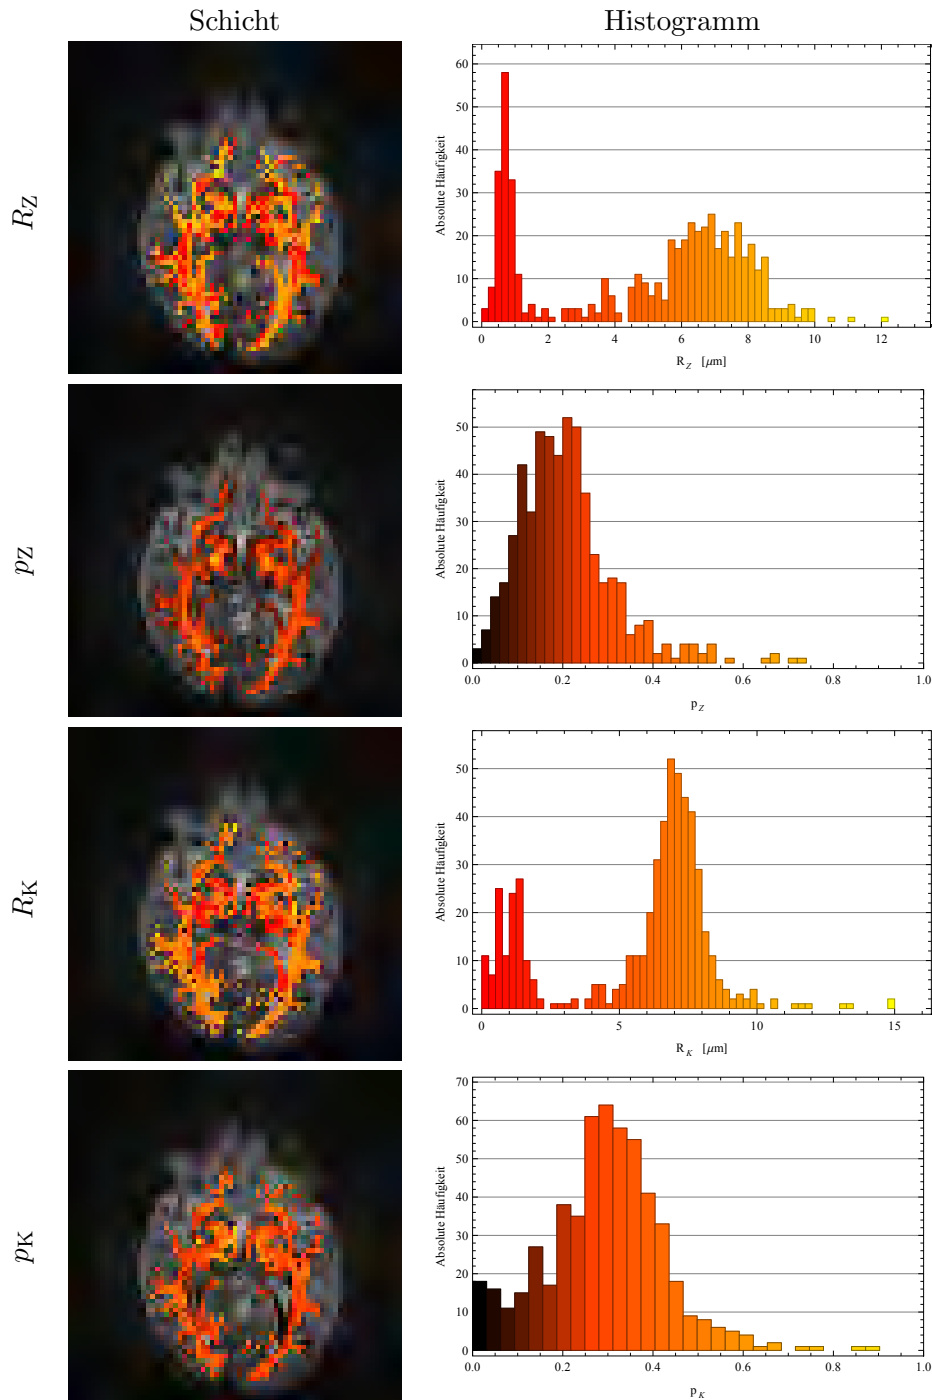 Schicht Histogramm
R_Z
Absolute Häufigkeit
60
50
40
30
20
10
0
0 2 4 6 8 10 12
R_Z [μm]
p_Z
Absolute Häufigkeit
50
40
30
20
10
0
0.0 0.2 0.4 0.6 0.8 1.0
p_Z
R_K
Absolute Häufigkeit
50
40
30
20
10
0
0 5 10 15
R_K [μm]
p_K
Absolute Häufigkeit
70
60
50
40
30
20
10
0
0.0 0.2 0.4 0.6 0.8 1.0
p_K